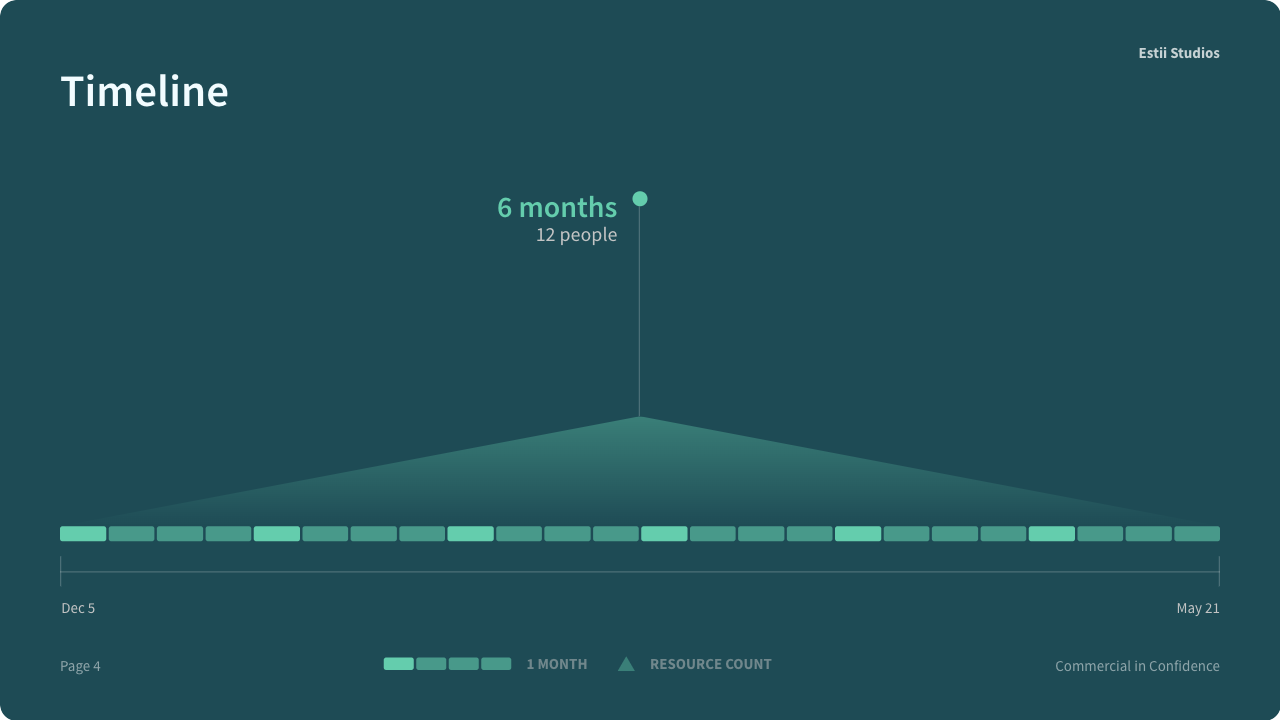 Estii Studios
Timeline
6 months
12 people
Dec 5
May 21
Page 4
1 MONTH
RESOURCE COUNT
Commercial in Confidence